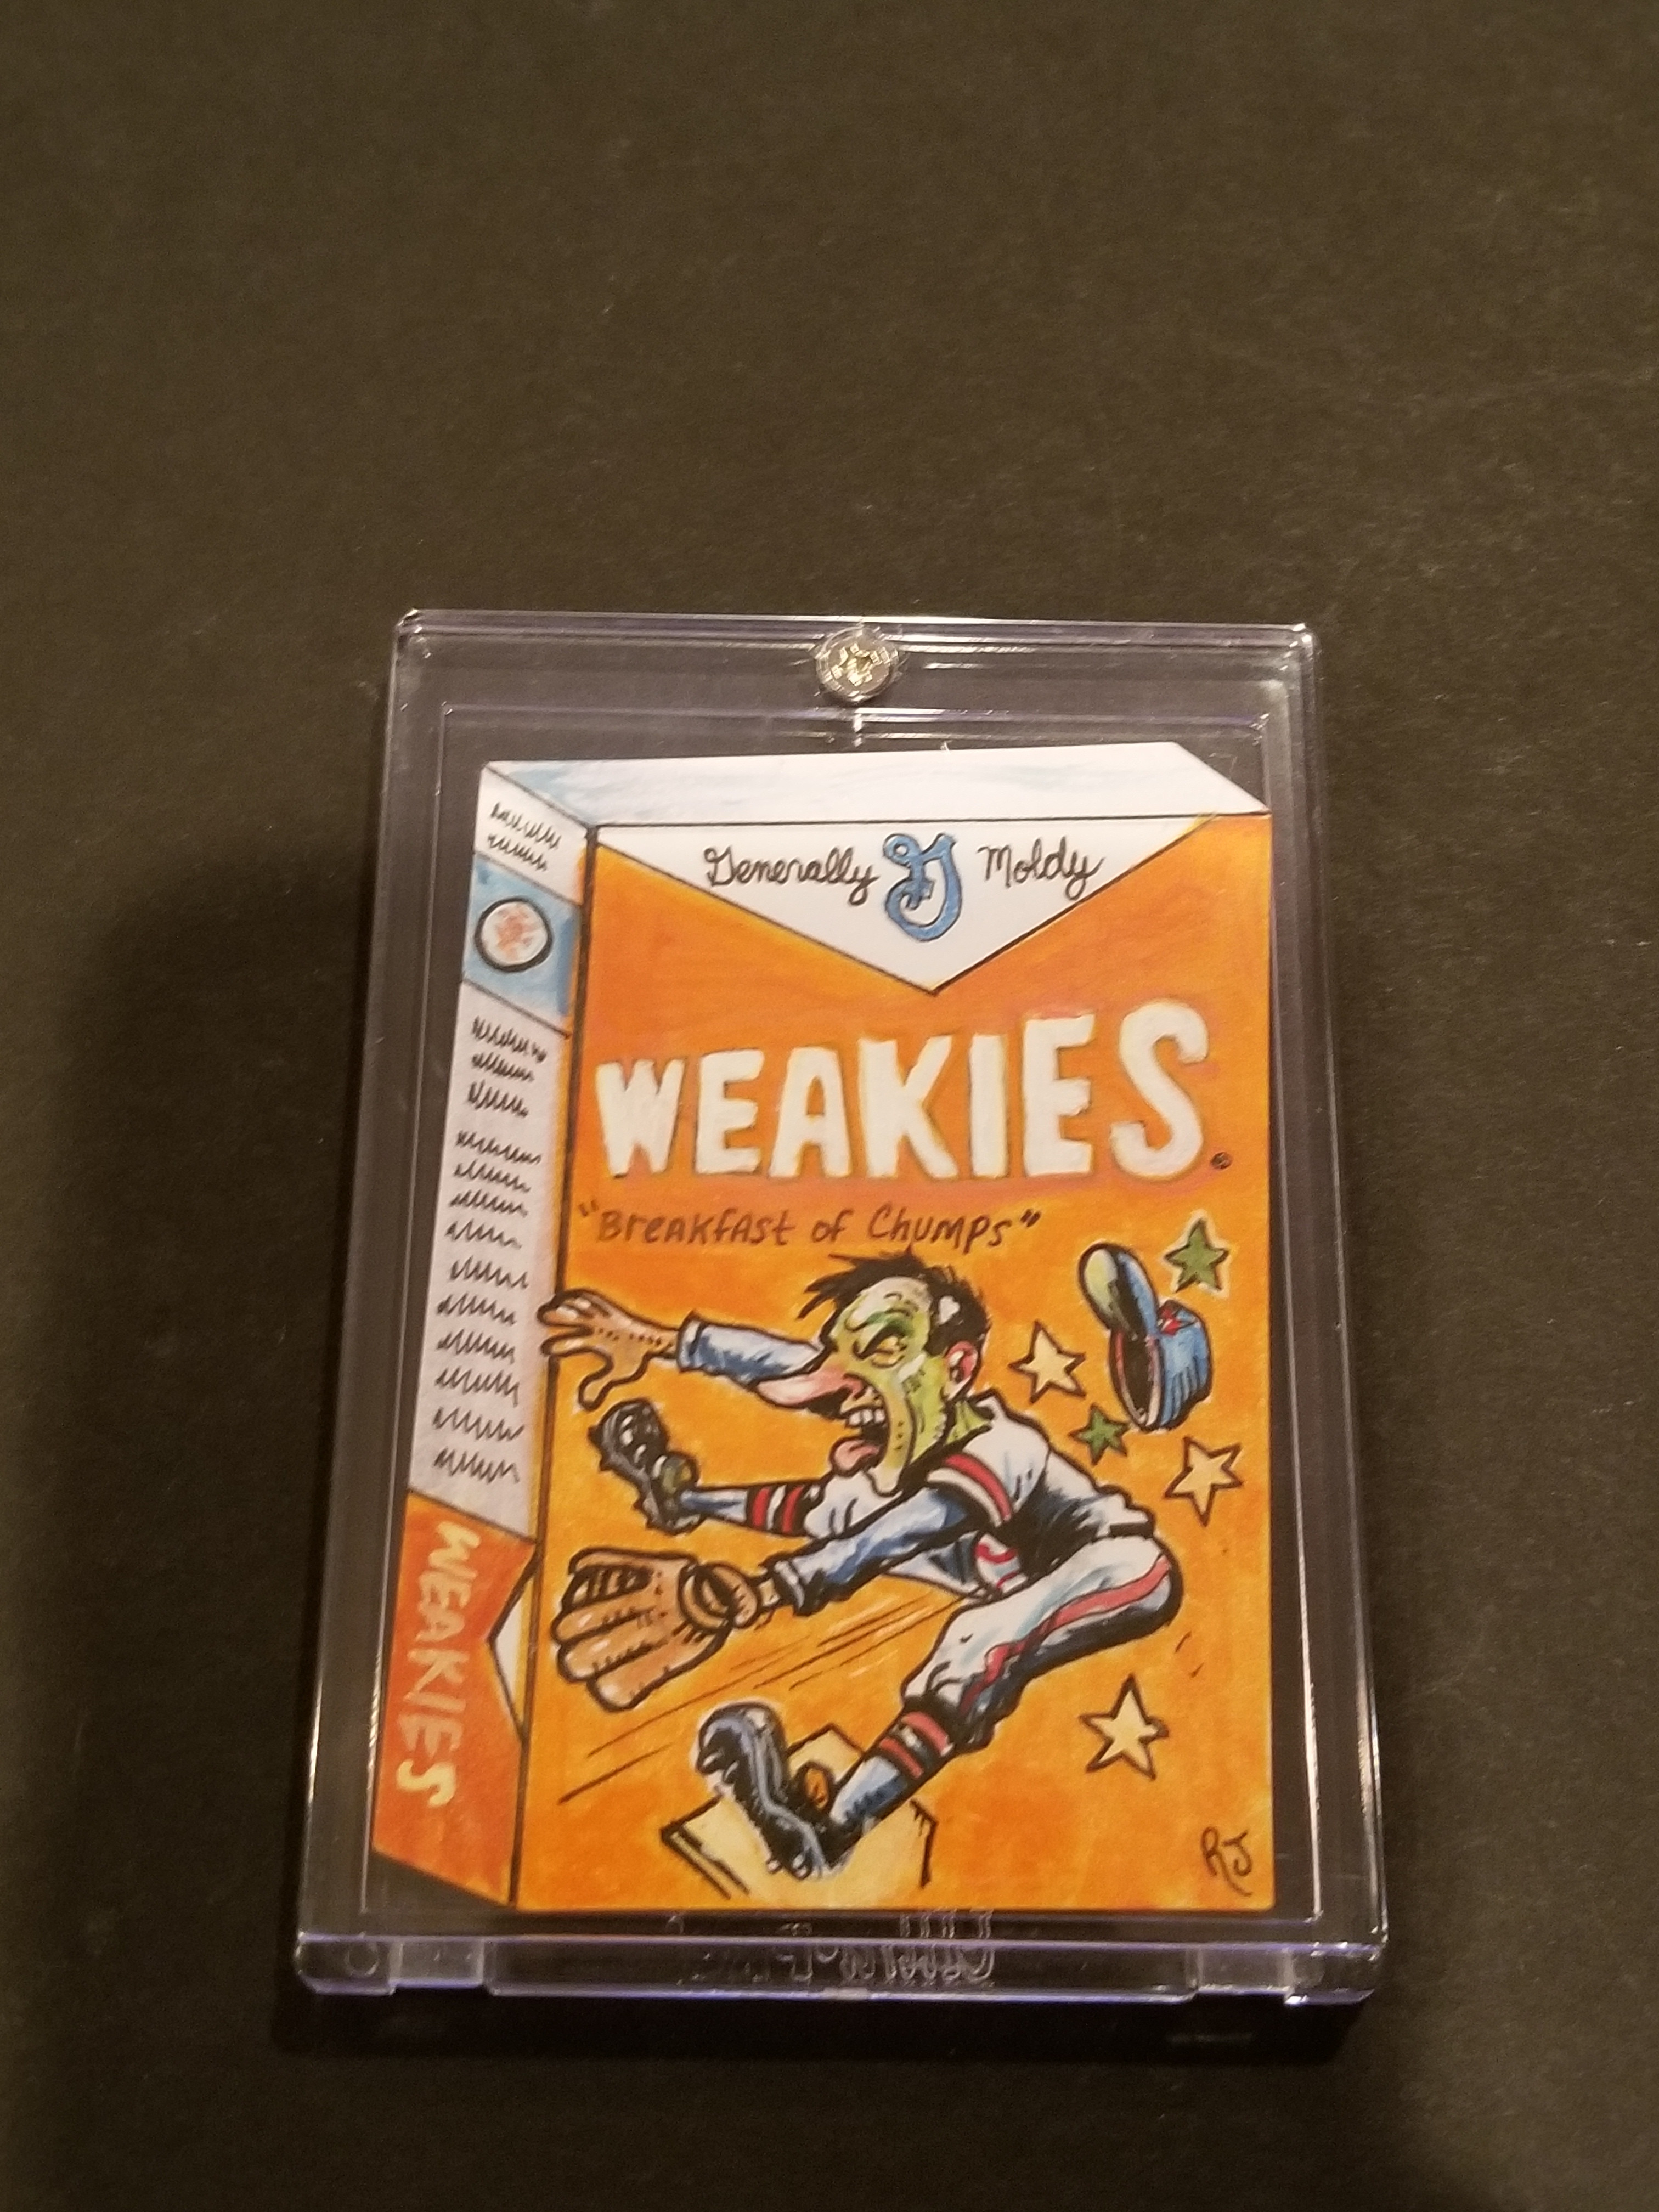 Generally G Moldy
WEAKIES
"Breakfast of Chumps"
WEAKIES
RJ